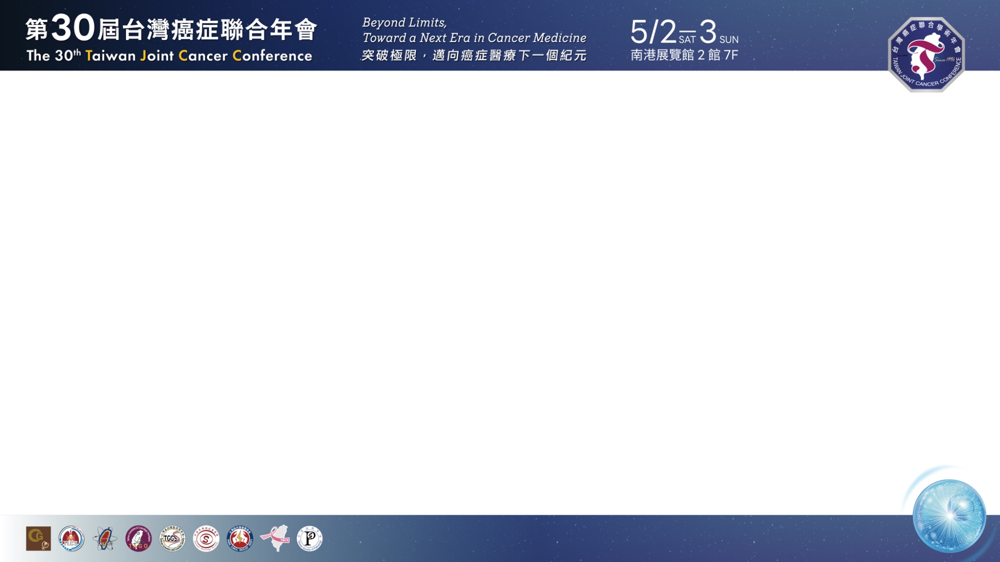 第30屆台灣癌症聯合年會
The 30th Taiwan Joint Cancer Conference
Beyond Limits,
Toward a Next Era in Cancer Medicine
突破極限，邁向癌症醫療下一個紀元
5/2 SAT — 3 SUN
南港展覽館 2 館 7F
台灣癌症聯合學術年會
Since 1996
TAIWAN JOINT CANCER CONFERENCE
CG
TLCS
TAGO
TGGS
S
TBCS
P